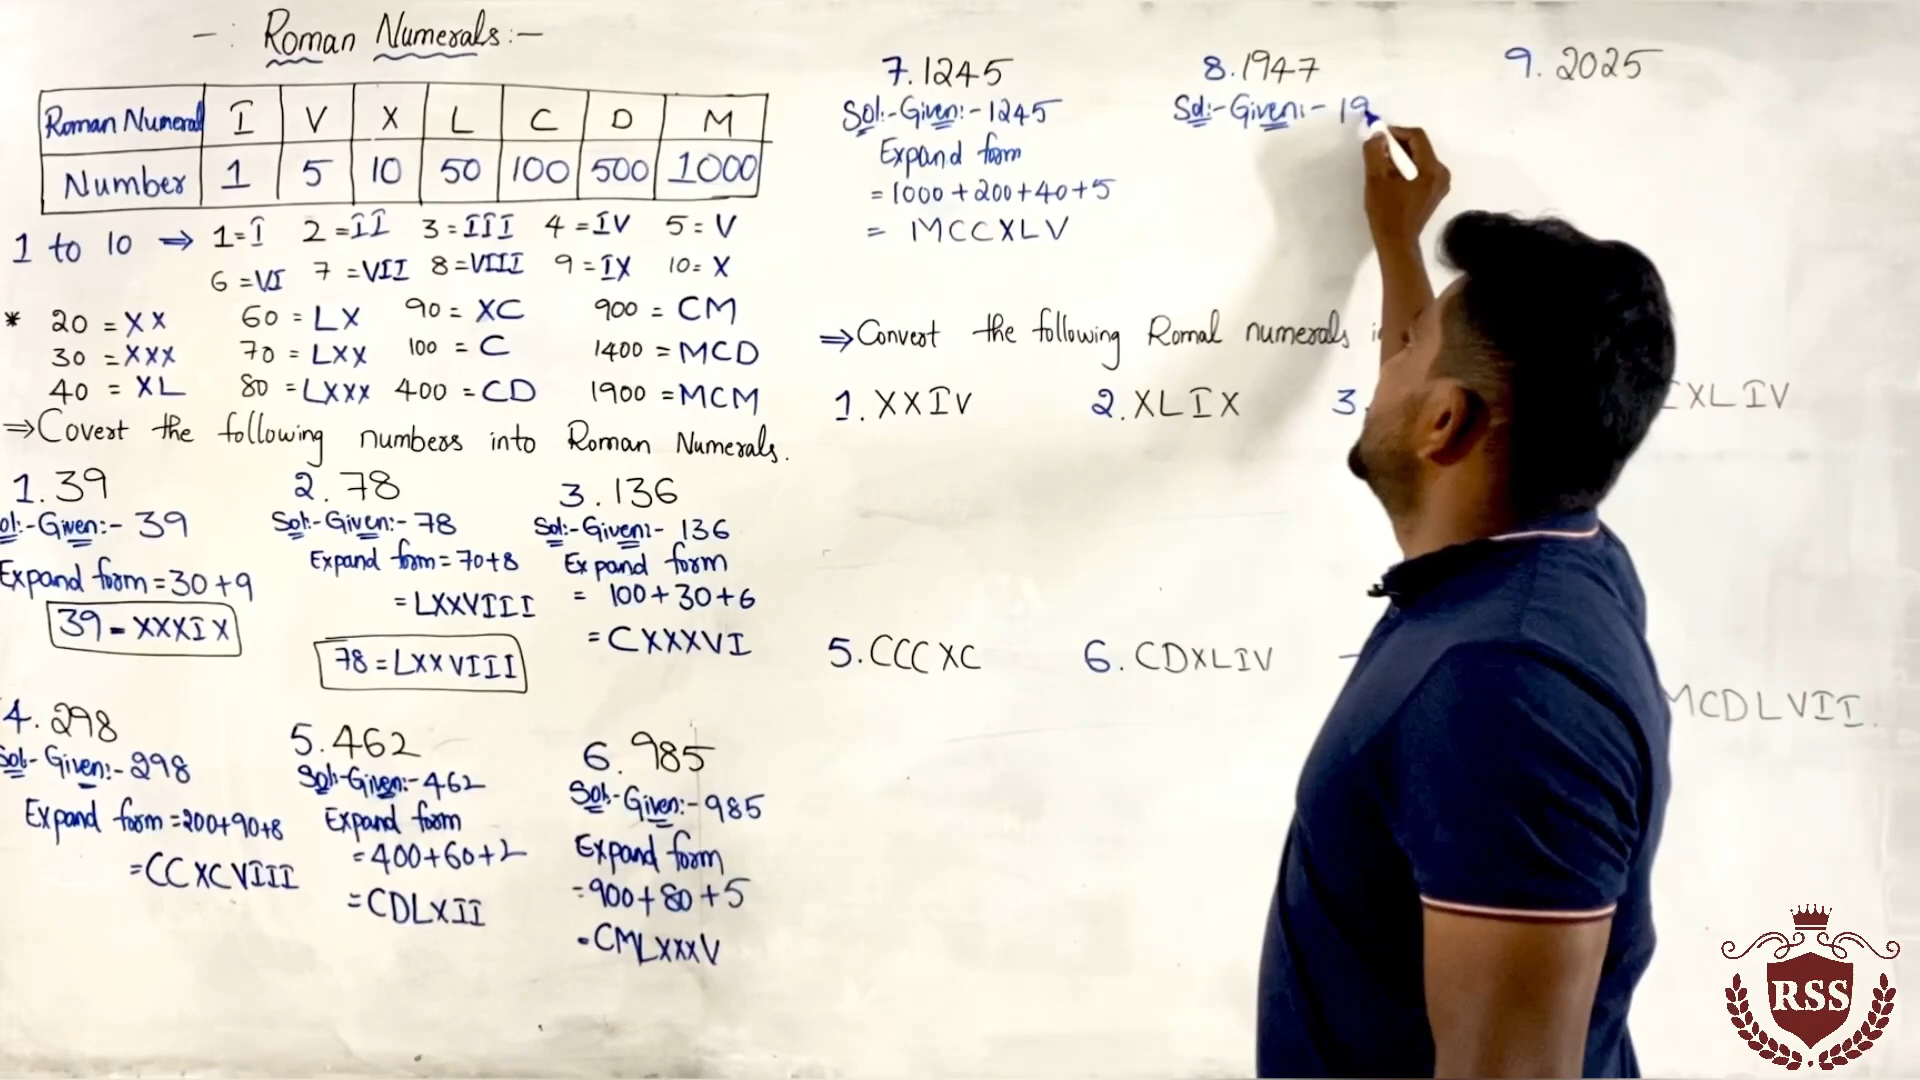 -: Roman Numerals:-
Roman Numeral I V X L C D M
Number 1 5 10 50 100 500 1000
1 to 10 ⇒ 1=I 2=II 3=III 4=IV 5=V
6=VI 7=VII 8=VIII 9=IX 10=X
* 20=XX 60=LX 90=XC 900=CM
30=XXX 70=LXX 100=C 1400=MCD
40=XL 80=LXXX 400=CD 1900=MCM
⇒Covert the following numbers into Roman Numerals.
1.39
ol:-Given:- 39
Expand form=30+9
39-XXXIX
2.78
Sol:-Given:-78
Expand form=70+8
=LXXVIII
78=LXXVIII
3.136
Sol:-Given:- 136
Expand form
= 100+30+6
=CXXXVI
4.298
Sol:-Given:-298
Expand form=200+90+8
=CCXCVIII
5.462
Sol:-Given:-462
Expand form
=400+60+2
=CDLXII
6.985
Sol:-Given:-985
Expand form
=900+80+5
=CMLXXXV
7.1245
Sol:-Given:-1245
Expand form
=1000+200+40+5
= MCCXLV
8.1947
Sol:-Given:-19
9. 2025
⇒Convert the following Romal numerals
1.XXIV 2.XLIX 3. XLIV
5.CCCXC 6.CDXLIV MCDLVII.
RSS